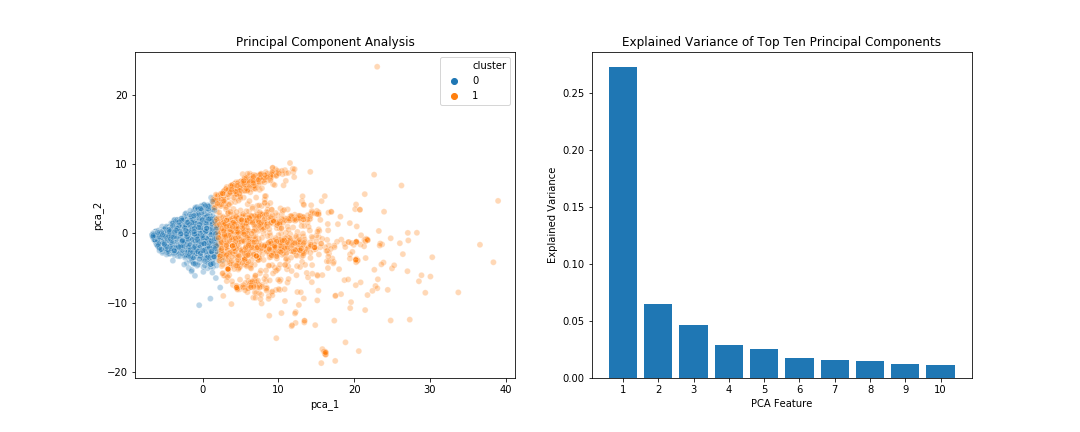 Principal Component Analysis
cluster
0
1
20
10
0
−10
−20
pca_2
0
10
20
30
40
pca_1
Explained Variance of Top Ten Principal Components
0.25
0.20
0.15
0.10
0.05
0.00
Explained Variance
1 2 3 4 5 6 7 8 9 10
PCA Feature